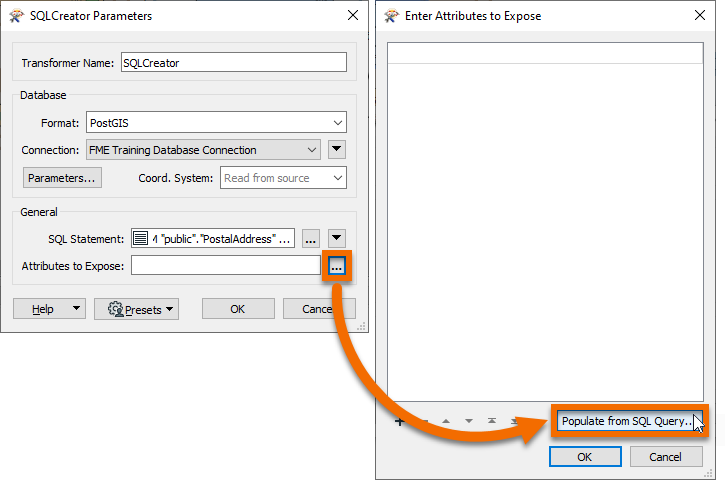 SQLCreator Parameters
Transformer Name: SQLCreator
Database
Format: PostGIS
Connection: FME Training Database Connection
Parameters... Coord. System: Read from source
General
SQL Statement: "public"."PostalAddress" ... ...
Attributes to Expose: ...
Help Presets OK Cance
Enter Attributes to Expose
Populate from SQL Query...
OK Cancel